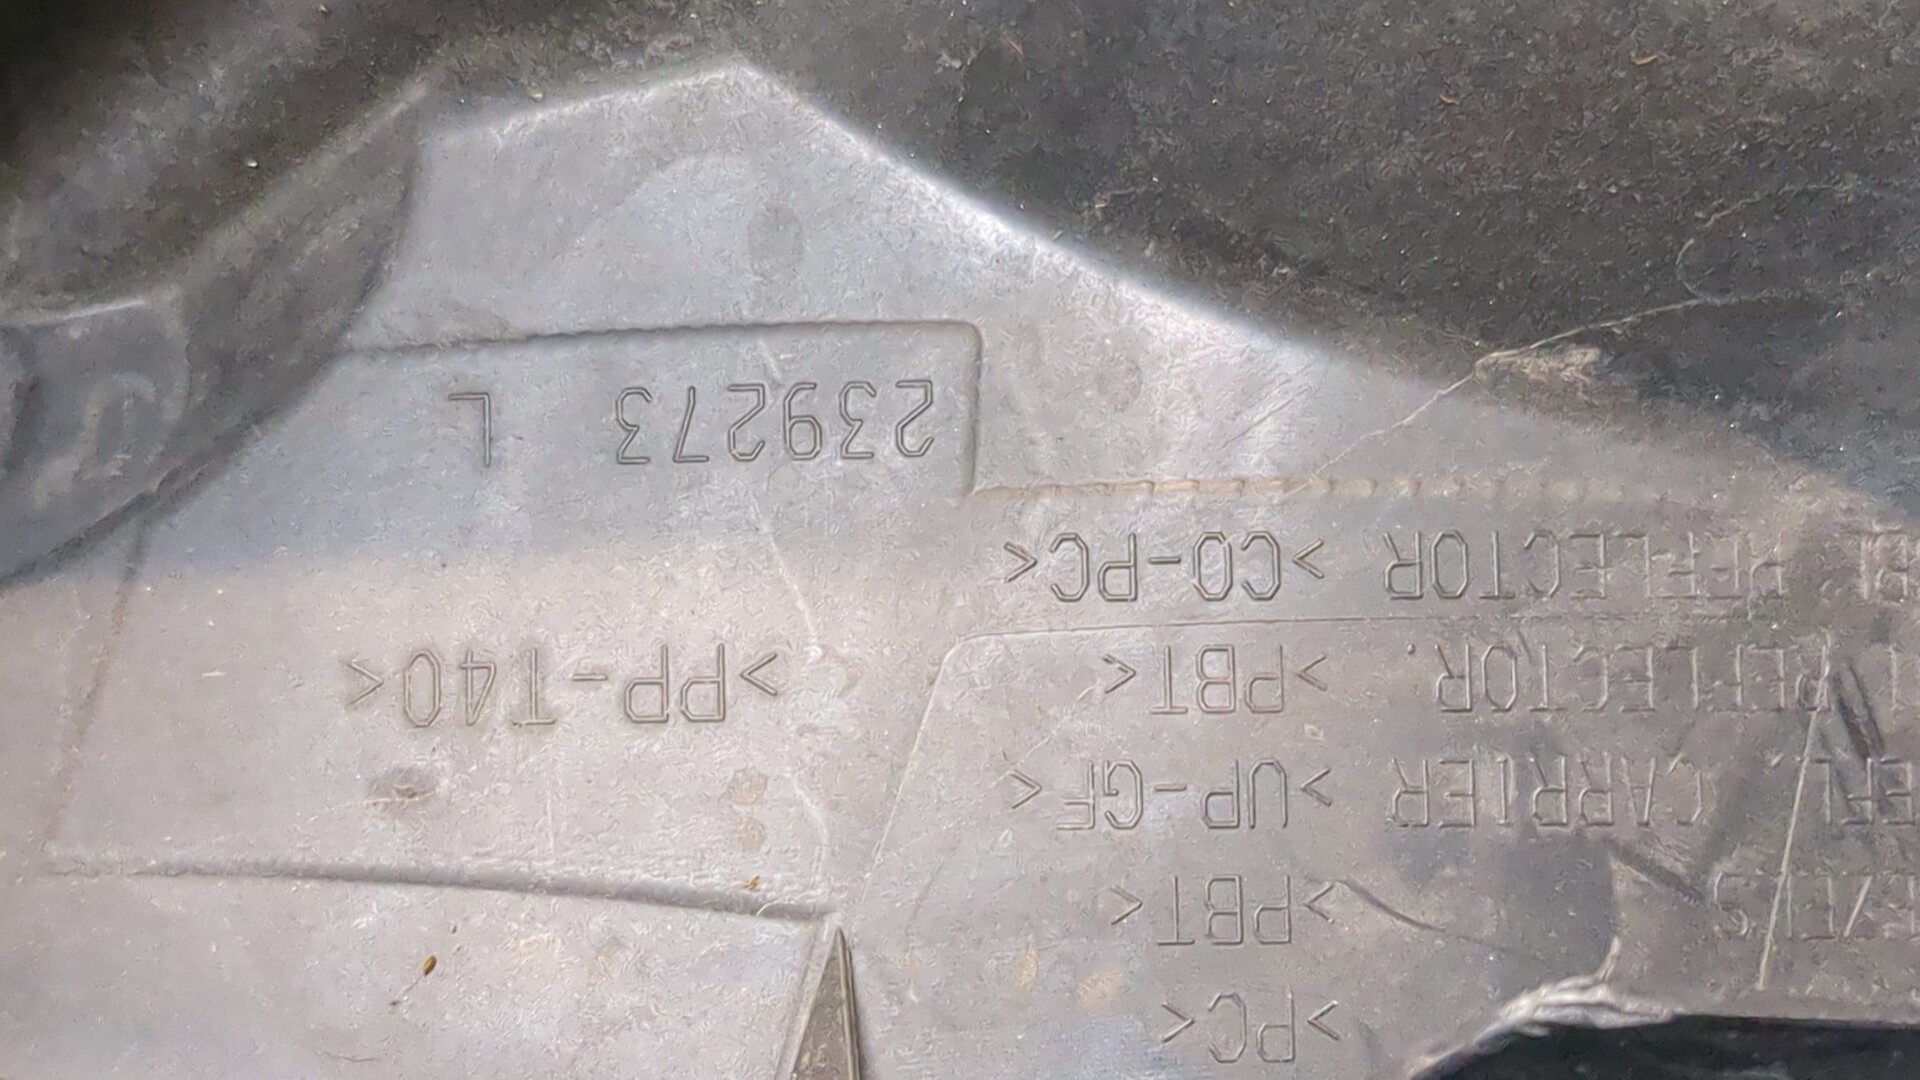 >PC<
>PBT<
CARRIER >UP-GF<
REFLECTOR. >PBT<
>PP-T40<
REFLECTOR >CO-PC<
239273 L